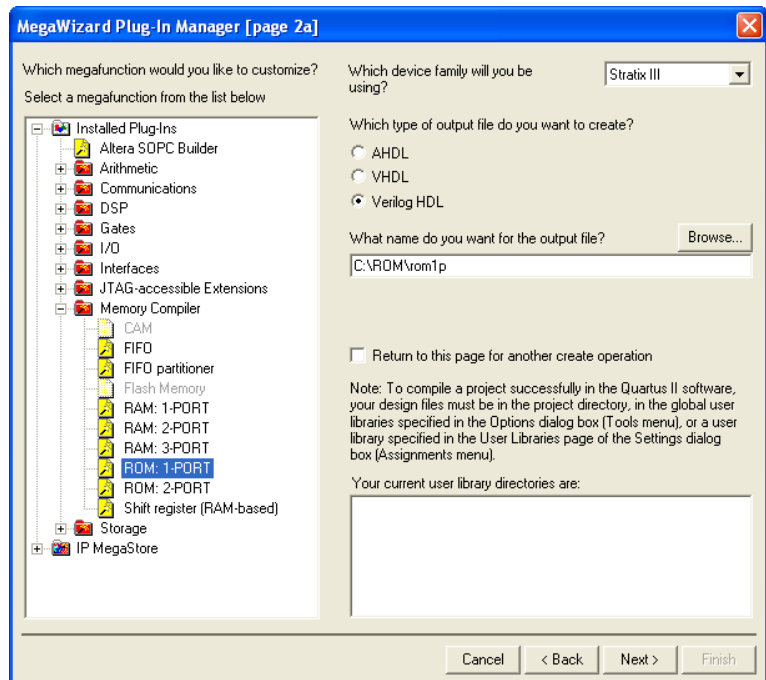 MegaWizard Plug-In Manager [page 2a]
Which megafunction would you like to customize?
Select a megafunction from the list below
Installed Plug-Ins
Altera SOPC Builder
Arithmetic
Communications
DSP
Gates
I/O
Interfaces
JTAG-accessible Extensions
Memory Compiler
CAM
FIFO
FIFO partitioner
Flash Memory
RAM: 1-PORT
RAM: 2-PORT
RAM: 3-PORT
ROM: 1-PORT
ROM: 2-PORT
Shift register (RAM-based)
Storage
IP MegaStore
Which device family will you be
using?
Stratix III
Which type of output file do you want to create?
AHDL
VHDL
Verilog HDL
What name do you want for the output file?
Browse...
C:\ROM\rom1p
Return to this page for another create operation
Note: To compile a project successfully in the Quartus II software,
your design files must be in the project directory, in the global user
libraries specified in the Options dialog box (Tools menu), or a user
library specified in the User Libraries page of the Settings dialog
box (Assignments menu).
Your current user library directories are:
Cancel
< Back
Next >
Finish